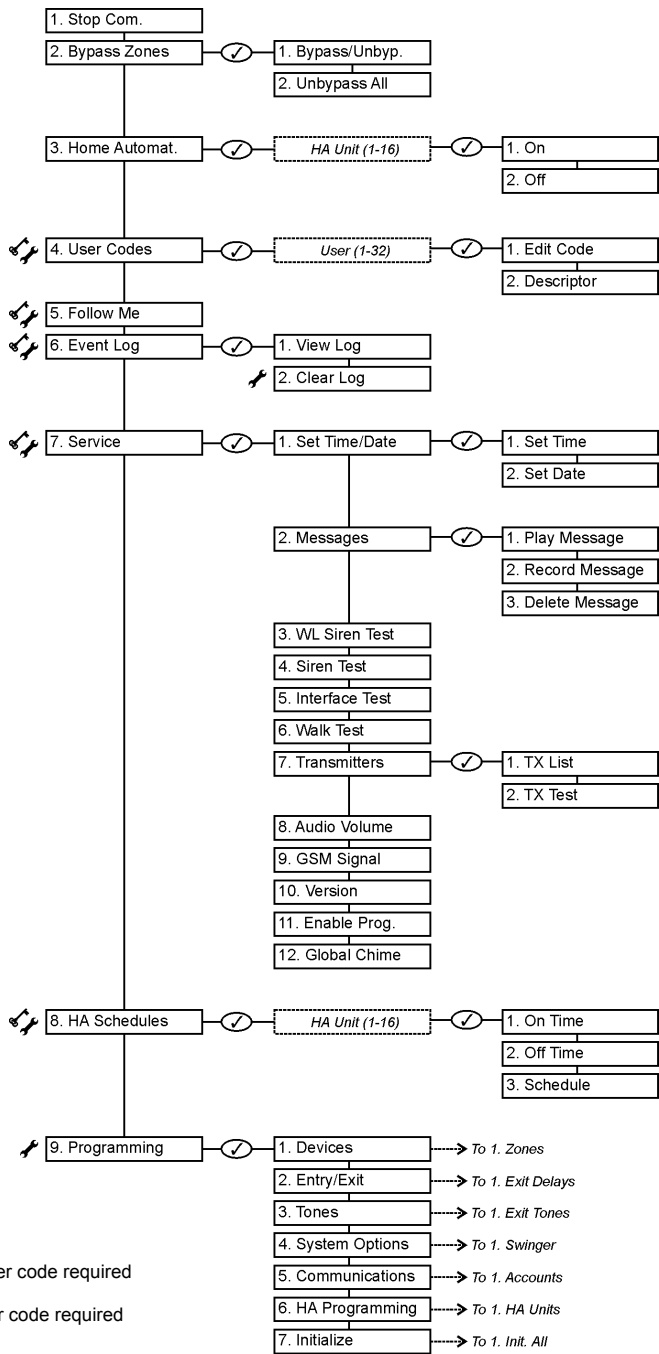 1. Stop Com.
2. Bypass Zones
1. Bypass/Unbyp.
2. Unbypass All
3. Home Automat.
HA Unit (1-16)
1. On
2. Off
4. User Codes
User (1-32)
1. Edit Code
2. Descriptor
5. Follow Me
6. Event Log
1. View Log
2. Clear Log
7. Service
1. Set Time/Date
1. Set Time
2. Set Date
2. Messages
1. Play Message
2. Record Message
3. Delete Message
3. WL Siren Test
4. Siren Test
5. Interface Test
6. Walk Test
7. Transmitters
1. TX List
2. TX Test
8. Audio Volume
9. GSM Signal
10. Version
11. Enable Prog.
12. Global Chime
8. HA Schedules
HA Unit (1-16)
1. On Time
2. Off Time
3. Schedule
9. Programming
1. Devices
To 1. Zones
2. Entry/Exit
To 1. Exit Delays
3. Tones
To 1. Exit Tones
4. System Options
To 1. Swinger
5. Communications
To 1. Accounts
6. HA Programming
To 1. HA Units
7. Initialize
To 1. Init. All
er code required
r code required